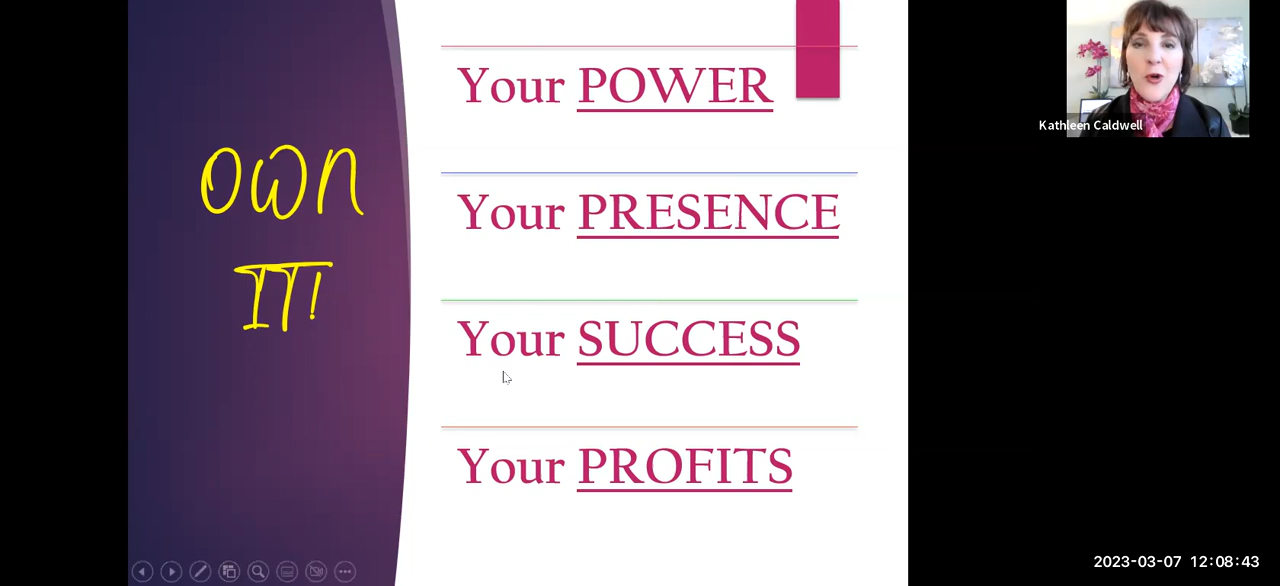 OWN
IT!
Your POWER
Your PRESENCE
Your SUCCESS
Your PROFITS
Kathleen Caldwell
2023-03-07 12:08:43